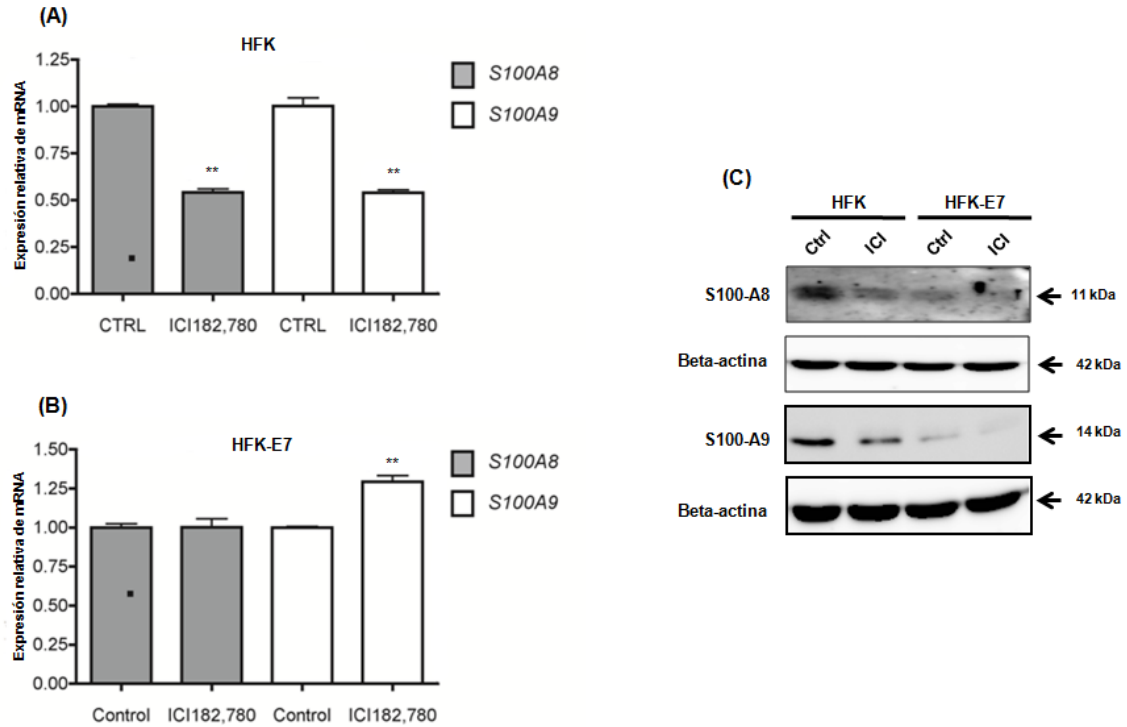 (A)
HFK
Expresión relativa de mRNA
1.25
1.00
0.75
0.50
0.25
0.00
**
**
S100A8
S100A9
CTRL ICI182,780 CTRL ICI182,780
(B)
HFK-E7
Expresión relativa de mRNA
1.50
1.25
1.00
0.75
0.50
0.25
0.00
**
S100A8
S100A9
Control ICI182,780 Control ICI182,780
(C)
HFK HFK-E7
Ctrl ICI Ctrl ICI
S100-A8 11 kDa
Beta-actina 42 kDa
S100-A9 14 kDa
Beta-actina 42 kDa